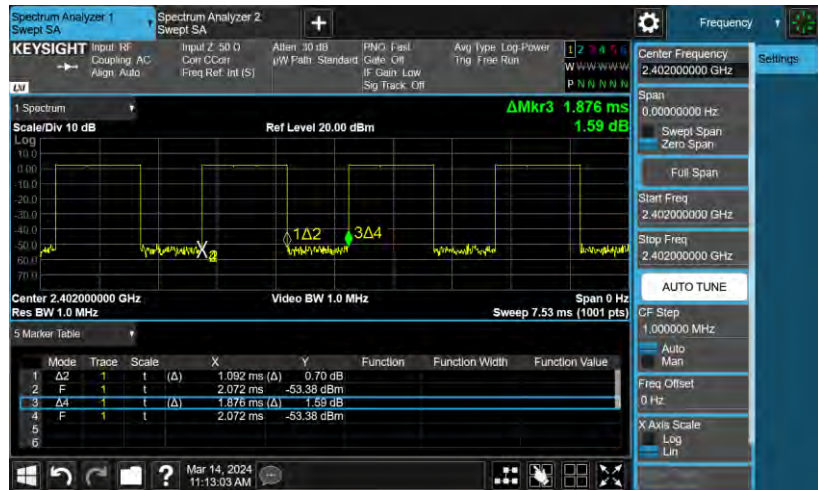 Spectrum Analyzer 1
Swept SA
Spectrum Analyzer 2
Swept SA
+
Frequency
KEYSIGHT
Input: RF
Coupling: AC
Align: Auto
Input Z: 50 Ω
Corr CCorr
Freq Ref: Int (S)
Atten: 30 dB
µW Path: Standard
PNO: Fast
Gate: Off
IF Gain: Low
Sig Track: Off
Avg Type: Log-Power
Trig: Free Run
1 2 3 4 5 6
W W W W W W
P N N N N N
LXI
Center Frequency
2.402000000 GHz
Settings
Span
0.00000000 Hz
Swept Span
Zero Span
Full Span
Start Freq
2.402000000 GHz
Stop Freq
2.402000000 GHz
AUTO TUNE
CF Step
1.000000 MHz
Auto
Man
Freq Offset
0 Hz
X Axis Scale
Log
Lin
1 Spectrum
ΔMkr3 1.876 ms
1.59 dB
Scale/Div 10 dB
Ref Level 20.00 dBm
Log
10.0
0.00
-10.0
-20.0
-30.0
-40.0
-50.0
-60.0
-70.0
1Δ2
3Δ4
Center 2.402000000 GHz
Video BW 1.0 MHz
Span 0 Hz
Res BW 1.0 MHz
Sweep 7.53 ms (1001 pts)
5 Marker Table
Mode Trace Scale X Y Function Function Width Function Value
1 Δ2 1 t (Δ) 1.092 ms (Δ) 0.70 dB
2 F 1 t 2.072 ms -53.38 dBm
3 Δ4 1 t (Δ) 1.876 ms (Δ) 1.59 dB
4 F 1 t 2.072 ms -53.38 dBm
5
6
?
Mar 14, 2024
11:13:03 AM